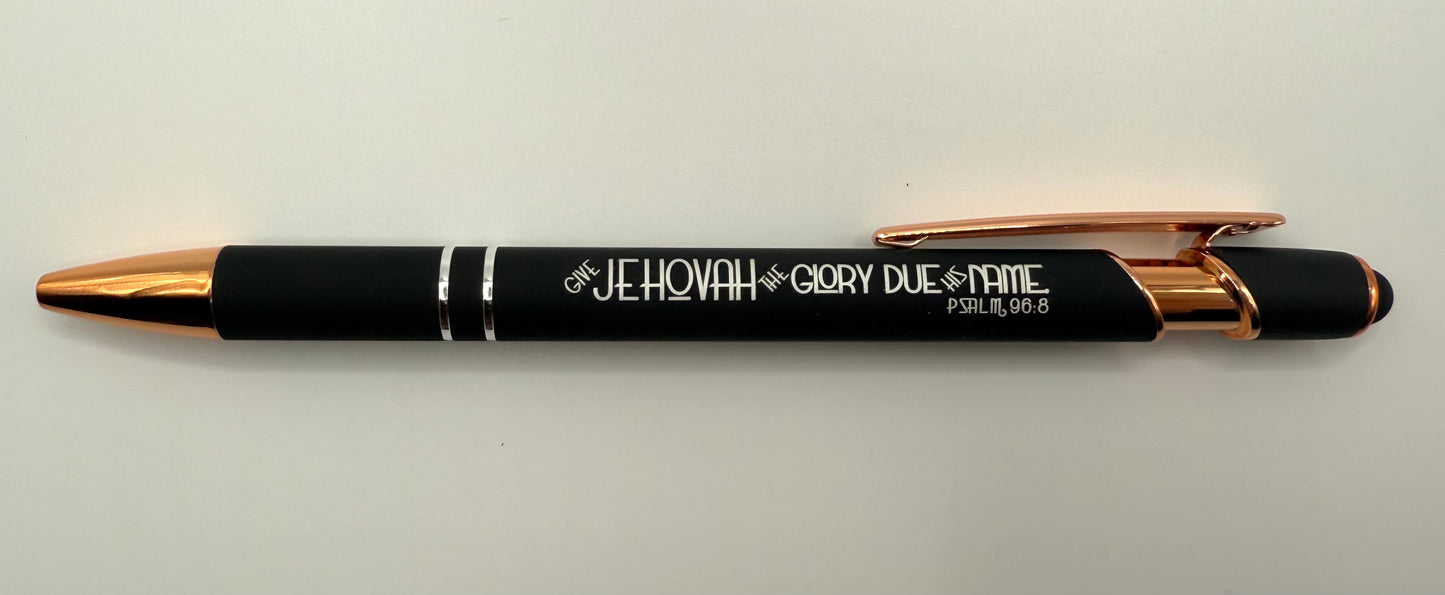 GIVE JEHOVAH THE GLORY DUE HIS NAME.
PSALM 96:8